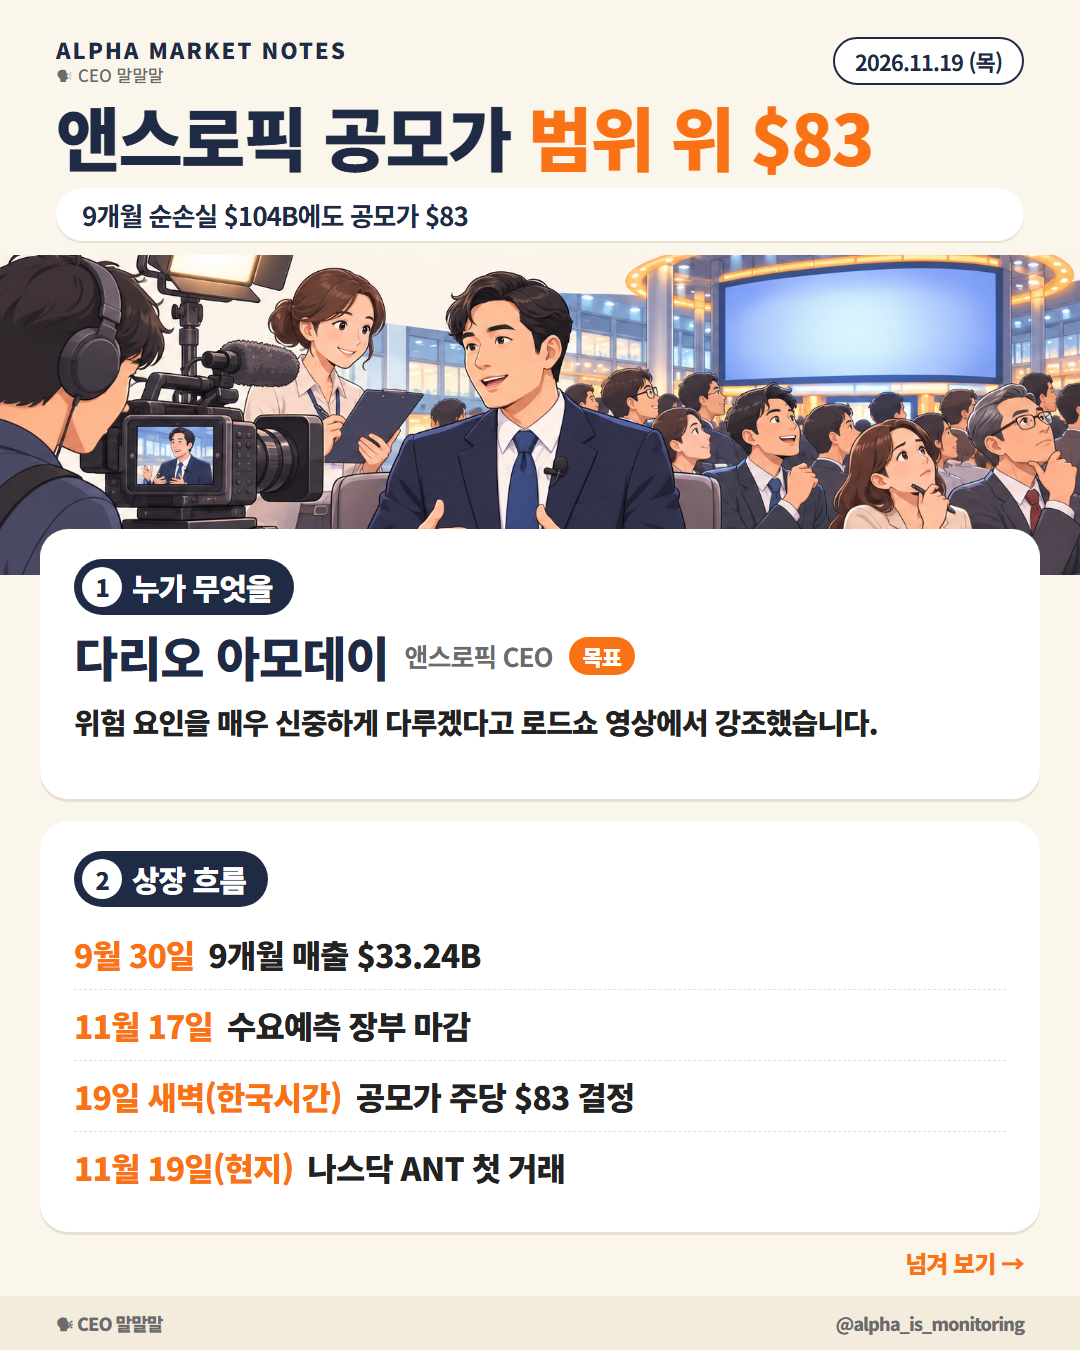 ALPHA MARKET NOTES
🗣 CEO 말말말
2026.11.19 (목)
앤스로픽 공모가 범위 위 $83
9개월 순손실 $104B에도 공모가 $83
1 누가 무엇을
다리오 아모데이 앤스로픽 CEO 목표
위험 요인을 매우 신중하게 다루겠다고 로드쇼 영상에서 강조했습니다.
2 상장 흐름
9월 30일 9개월 매출 $33.24B
11월 17일 수요예측 장부 마감
19일 새벽(한국시간) 공모가 주당 $83 결정
11월 19일(현지) 나스닥 ANT 첫 거래
넘겨 보기 →
🗣 CEO 말말말
@alpha_is_monitoring